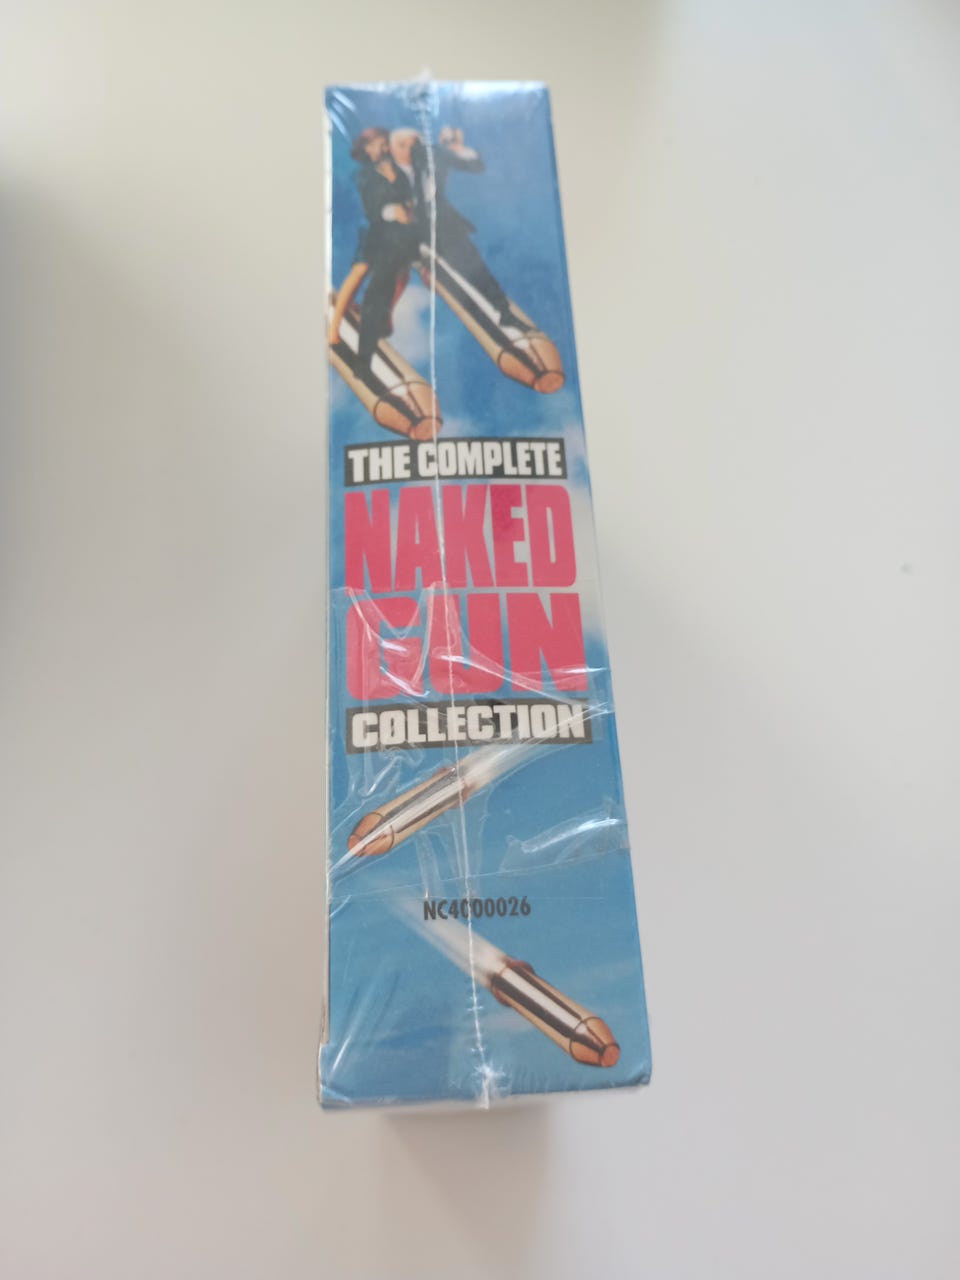 THE COMPLETE
NAKED
GUN
COLLECTION
NC4000026